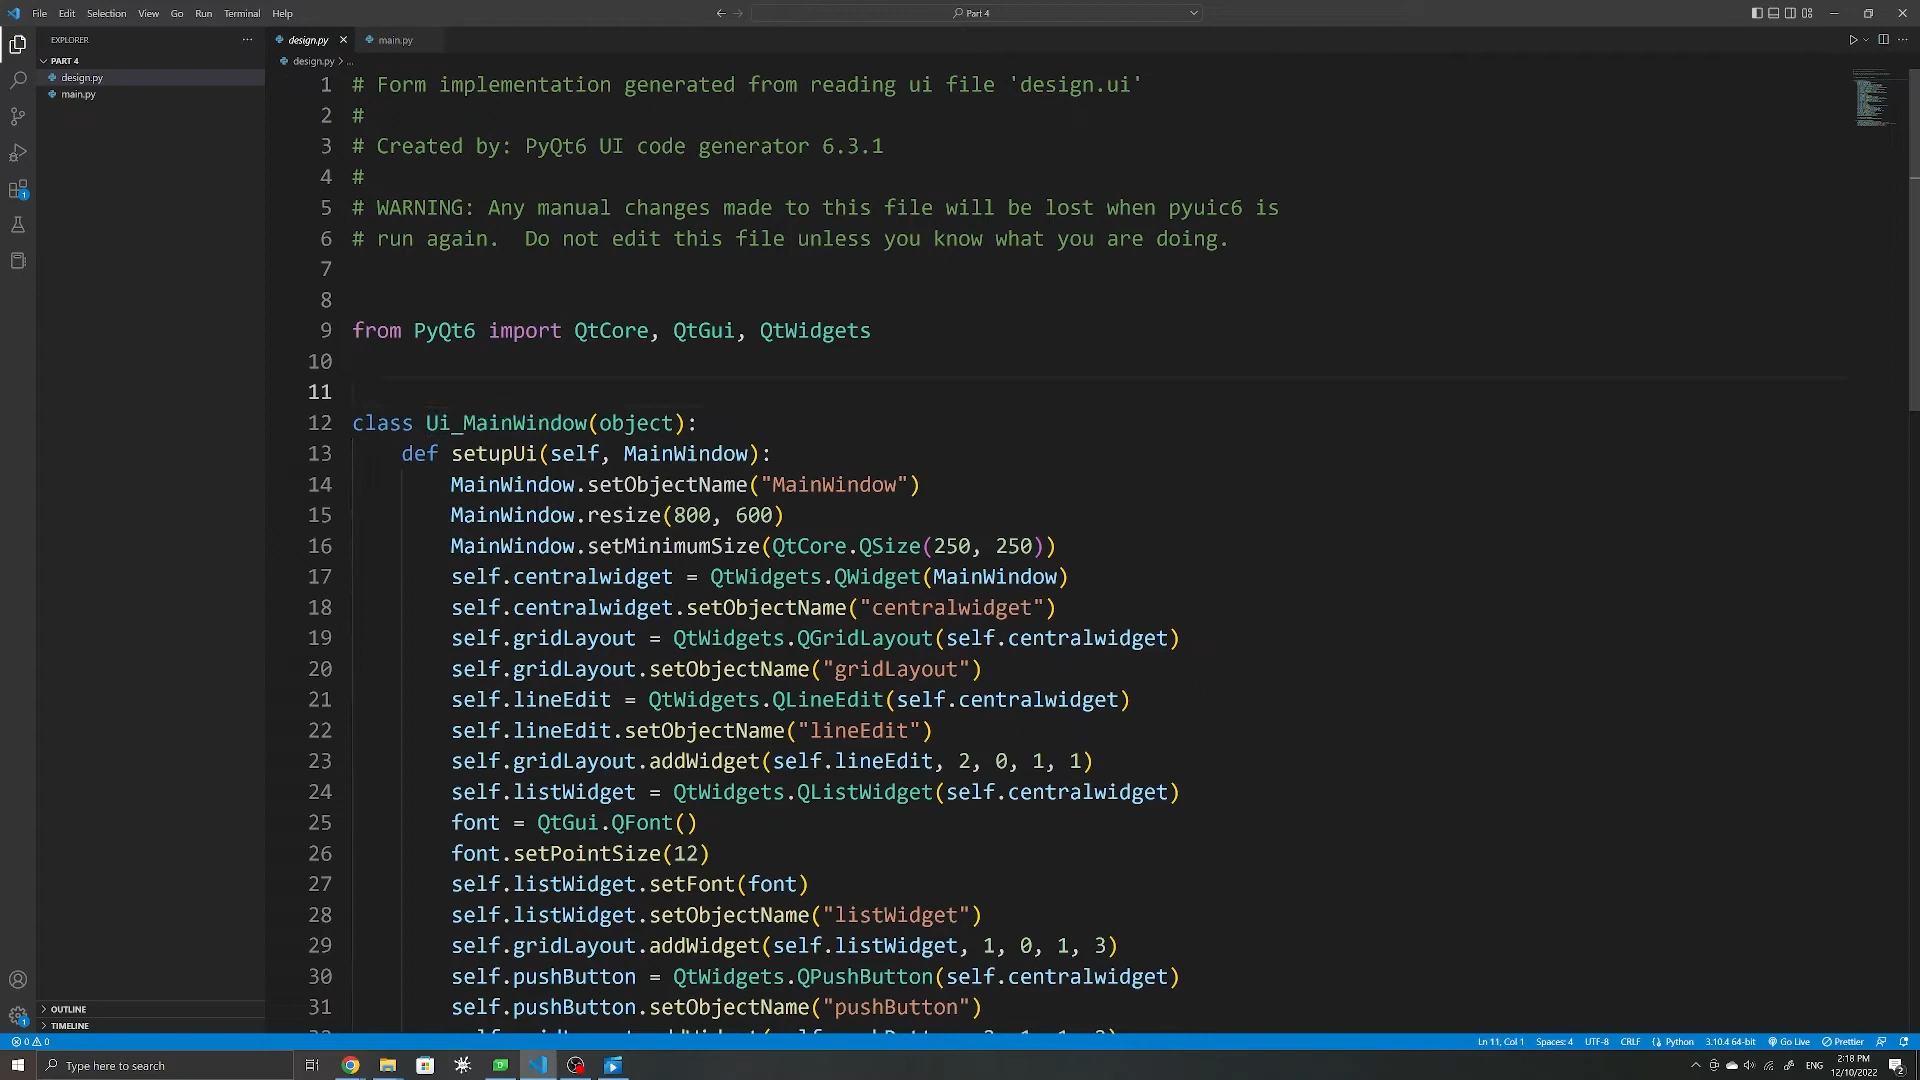 File Edit Selection View Go Run Terminal Help
Part 4
EXPLORER
PART 4
design.py
main.py
OUTLINE
TIMELINE
design.py
main.py
design.py > ...
1 # Form implementation generated from reading ui file 'design.ui'
2 #
3 # Created by: PyQt6 UI code generator 6.3.1
4 #
5 # WARNING: Any manual changes made to this file will be lost when pyuic6 is
6 # run again.  Do not edit this file unless you know what you are doing.
7
8
9 from PyQt6 import QtCore, QtGui, QtWidgets
10
11
12 class Ui_MainWindow(object):
13     def setupUi(self, MainWindow):
14         MainWindow.setObjectName("MainWindow")
15         MainWindow.resize(800, 600)
16         MainWindow.setMinimumSize(QtCore.QSize(250, 250))
17         self.centralwidget = QtWidgets.QWidget(MainWindow)
18         self.centralwidget.setObjectName("centralwidget")
19         self.gridLayout = QtWidgets.QGridLayout(self.centralwidget)
20         self.gridLayout.setObjectName("gridLayout")
21         self.lineEdit = QtWidgets.QLineEdit(self.centralwidget)
22         self.lineEdit.setObjectName("lineEdit")
23         self.gridLayout.addWidget(self.lineEdit, 2, 0, 1, 1)
24         self.listWidget = QtWidgets.QListWidget(self.centralwidget)
25         font = QtGui.QFont()
26         font.setPointSize(12)
27         self.listWidget.setFont(font)
28         self.listWidget.setObjectName("listWidget")
29         self.gridLayout.addWidget(self.listWidget, 1, 0, 1, 3)
30         self.pushButton = QtWidgets.QPushButton(self.centralwidget)
31         self.pushButton.setObjectName("pushButton")
0 0
Ln 11, Col 1 Spaces: 4 UTF-8 CRLF Python 3.10.4 64-bit Go Live Prettier
Type here to search
ENG
2:18 PM
12/10/2022